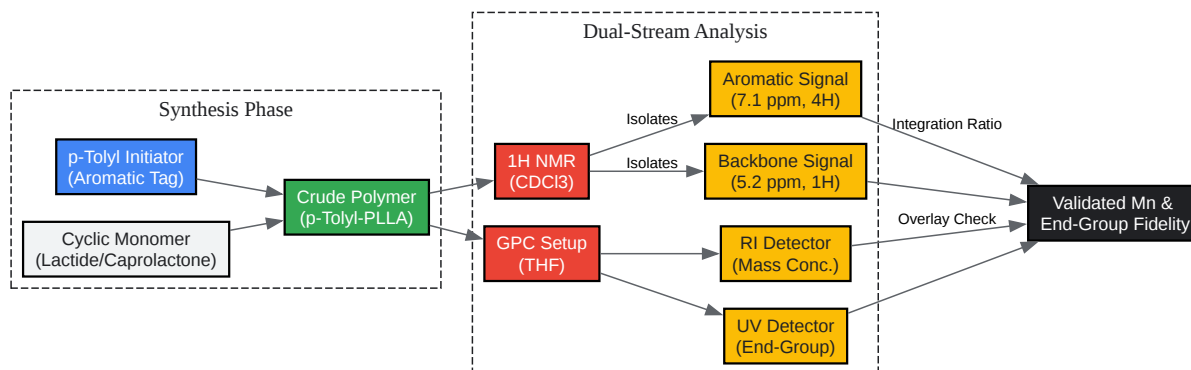 Synthesis Phase
p-Tolyl Initiator
(Aromatic Tag)
Cyclic Monomer
(Lactide/Caprolactone)
Crude Polymer
(p-Tolyl-PLLA)
Dual-Stream Analysis
1H NMR
(CDCl3)
GPC Setup
(THF)
Isolates
Isolates
Aromatic Signal
(7.1 ppm, 4H)
Backbone Signal
(5.2 ppm, 1H)
RI Detector
(Mass Conc.)
UV Detector
(End-Group)
Integration Ratio
Overlay Check
Validated Mn &
End-Group Fidelity